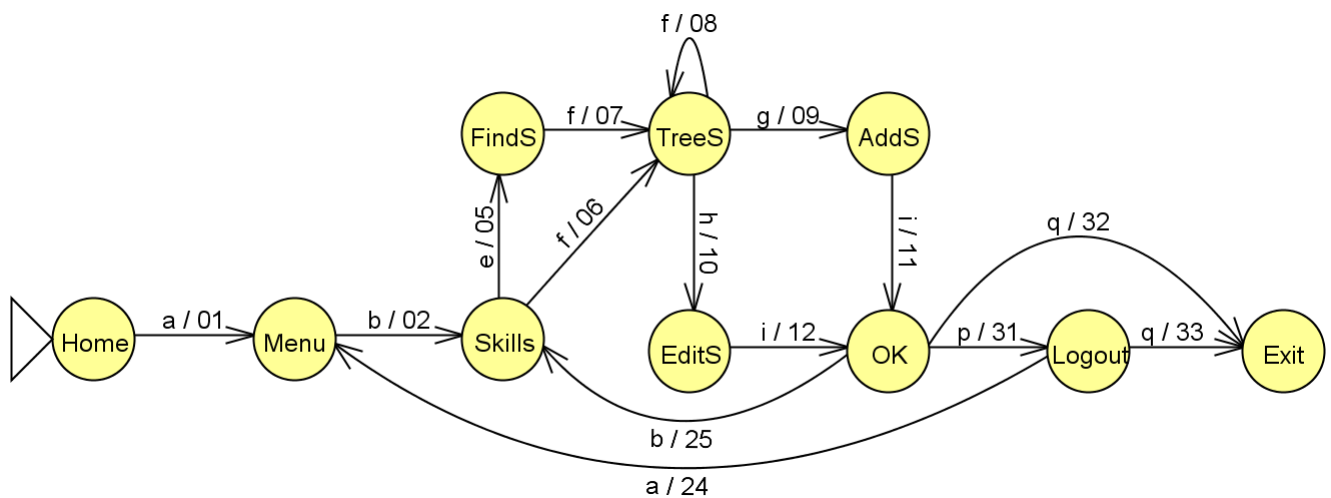 f / 08
FindS
f / 07
TreeS
g / 09
AddS
e / 05
f / 06
h / 10
i / 11
q / 32
Home
a / 01
Menu
b / 02
Skills
EditS
i / 12
OK
p / 31
Logout
q / 33
Exit
b / 25
a / 24